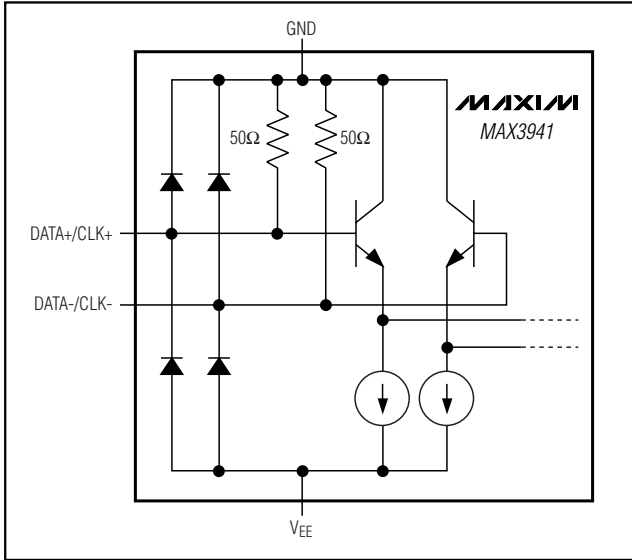 GND
MAXIM
MAX3941
50Ω 50Ω
DATA+/CLK+
DATA-/CLK-
VEE